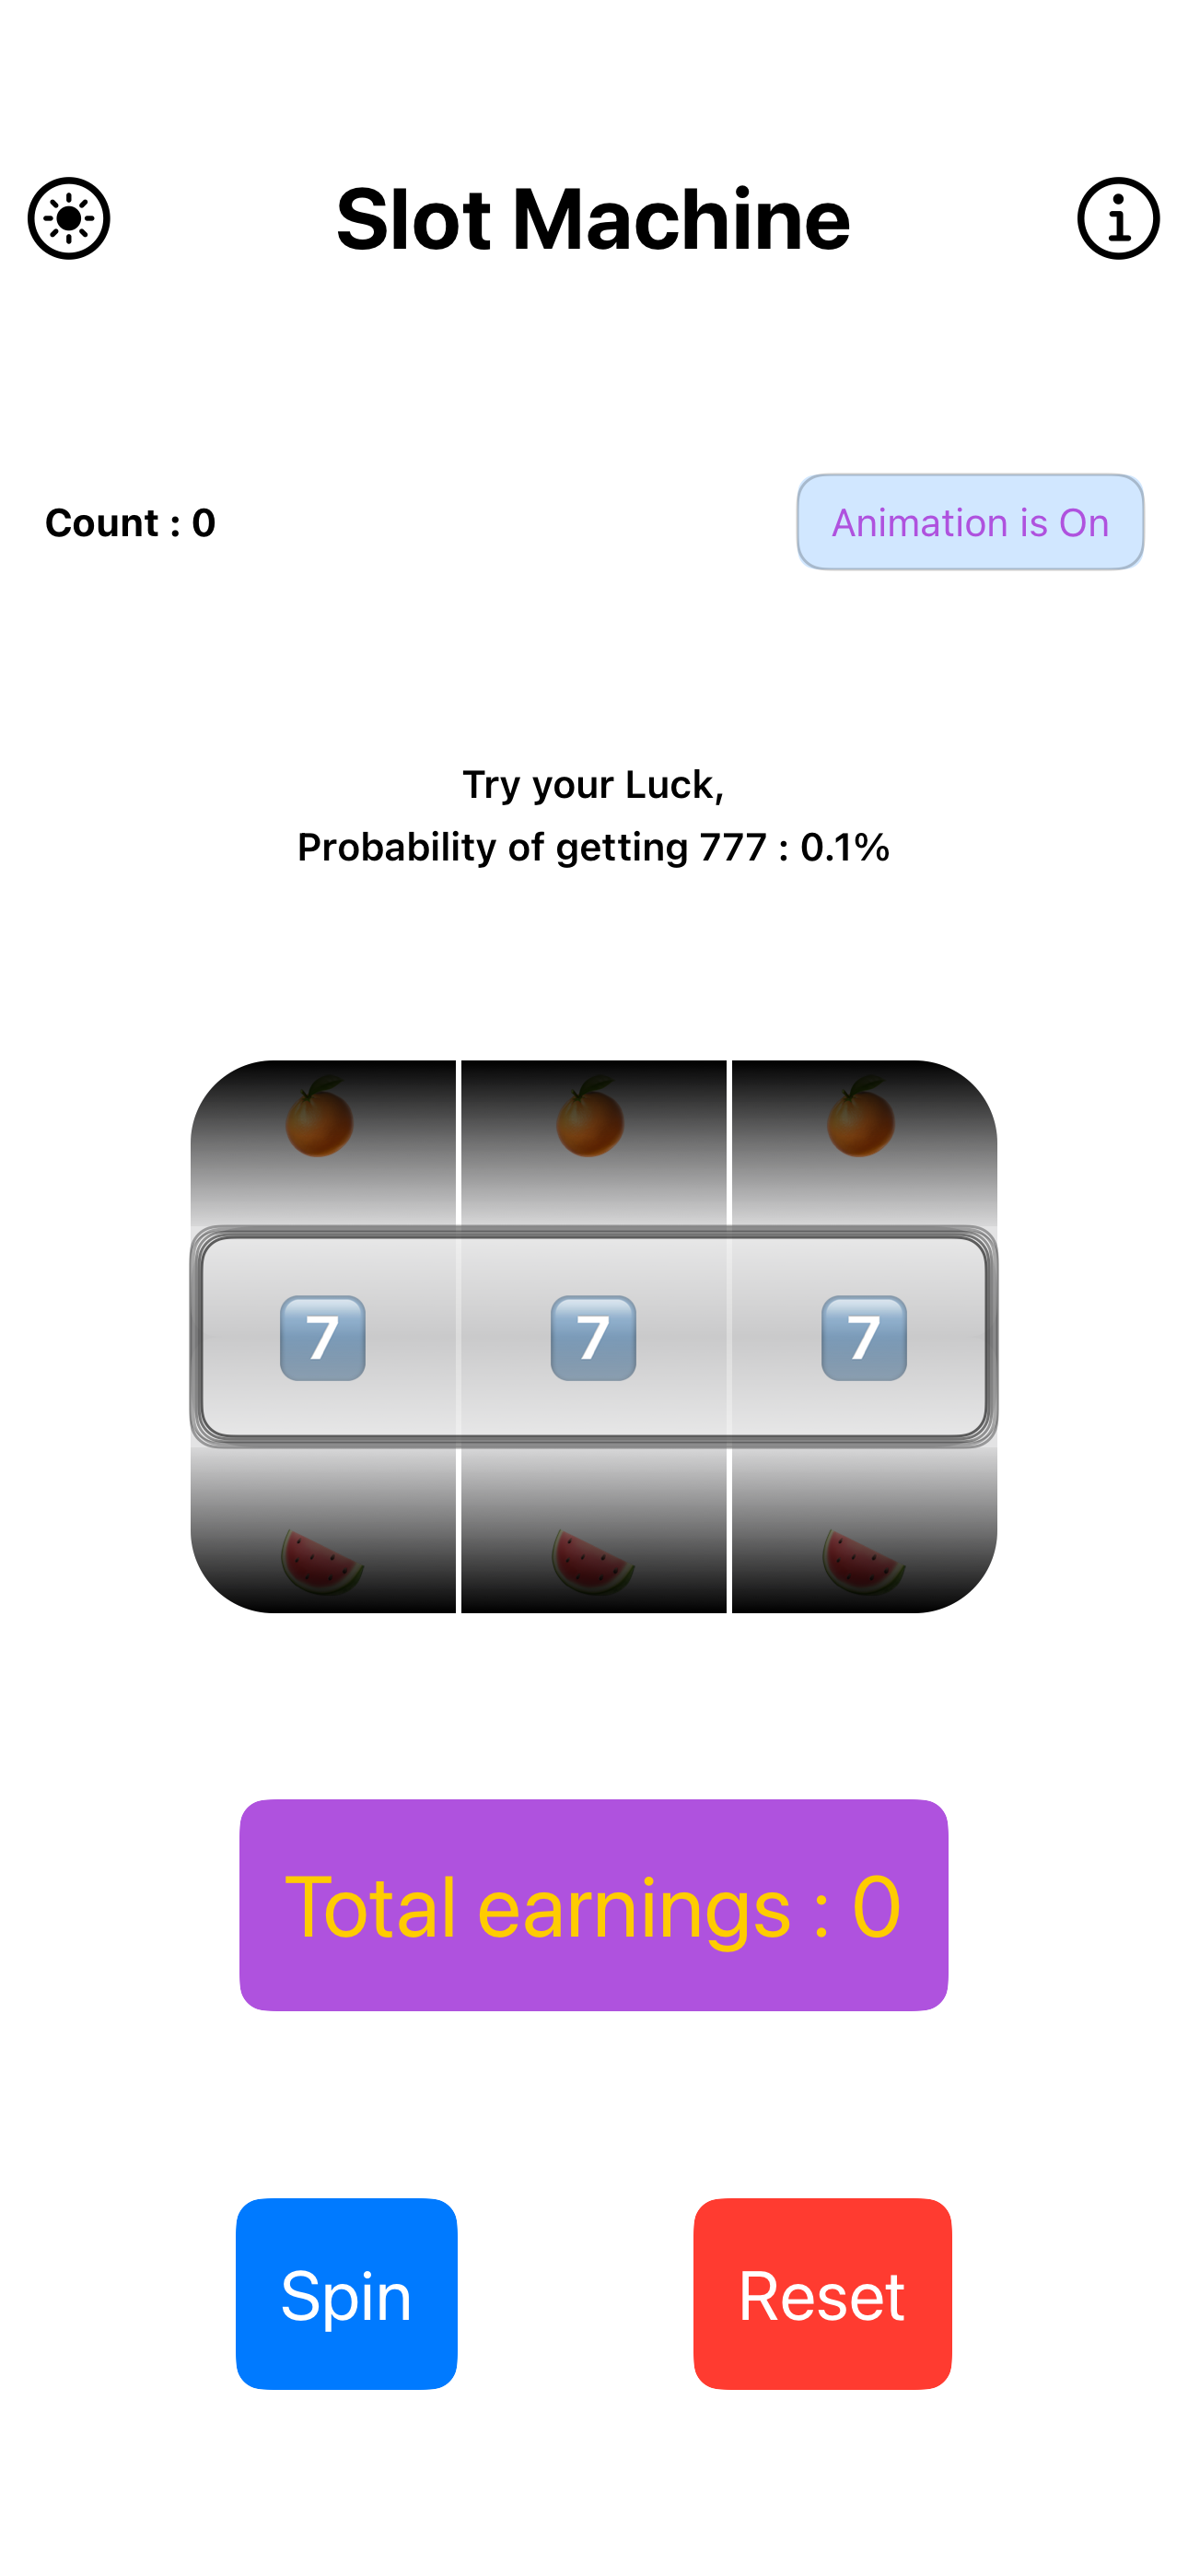 Slot Machine
Count : 0
Animation is On
Try your Luck,
Probability of getting 777 : 0.1%
7 7 7
Total earnings : 0
Spin
Reset